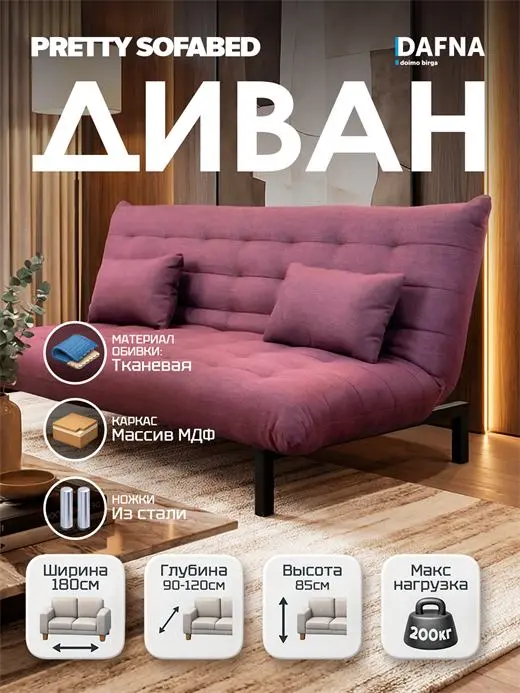 PRETTY SOFABED
DAFNA
doimo birga
ДИВАН
МАТЕРИАЛ
ОБИВКИ:
Тканевая
КАРКАС
Массив МДФ
НОЖКИ
Из стали
Ширина
180см
Глубина
90-120см
Высота
85см
Макс
нагрузка
200кг